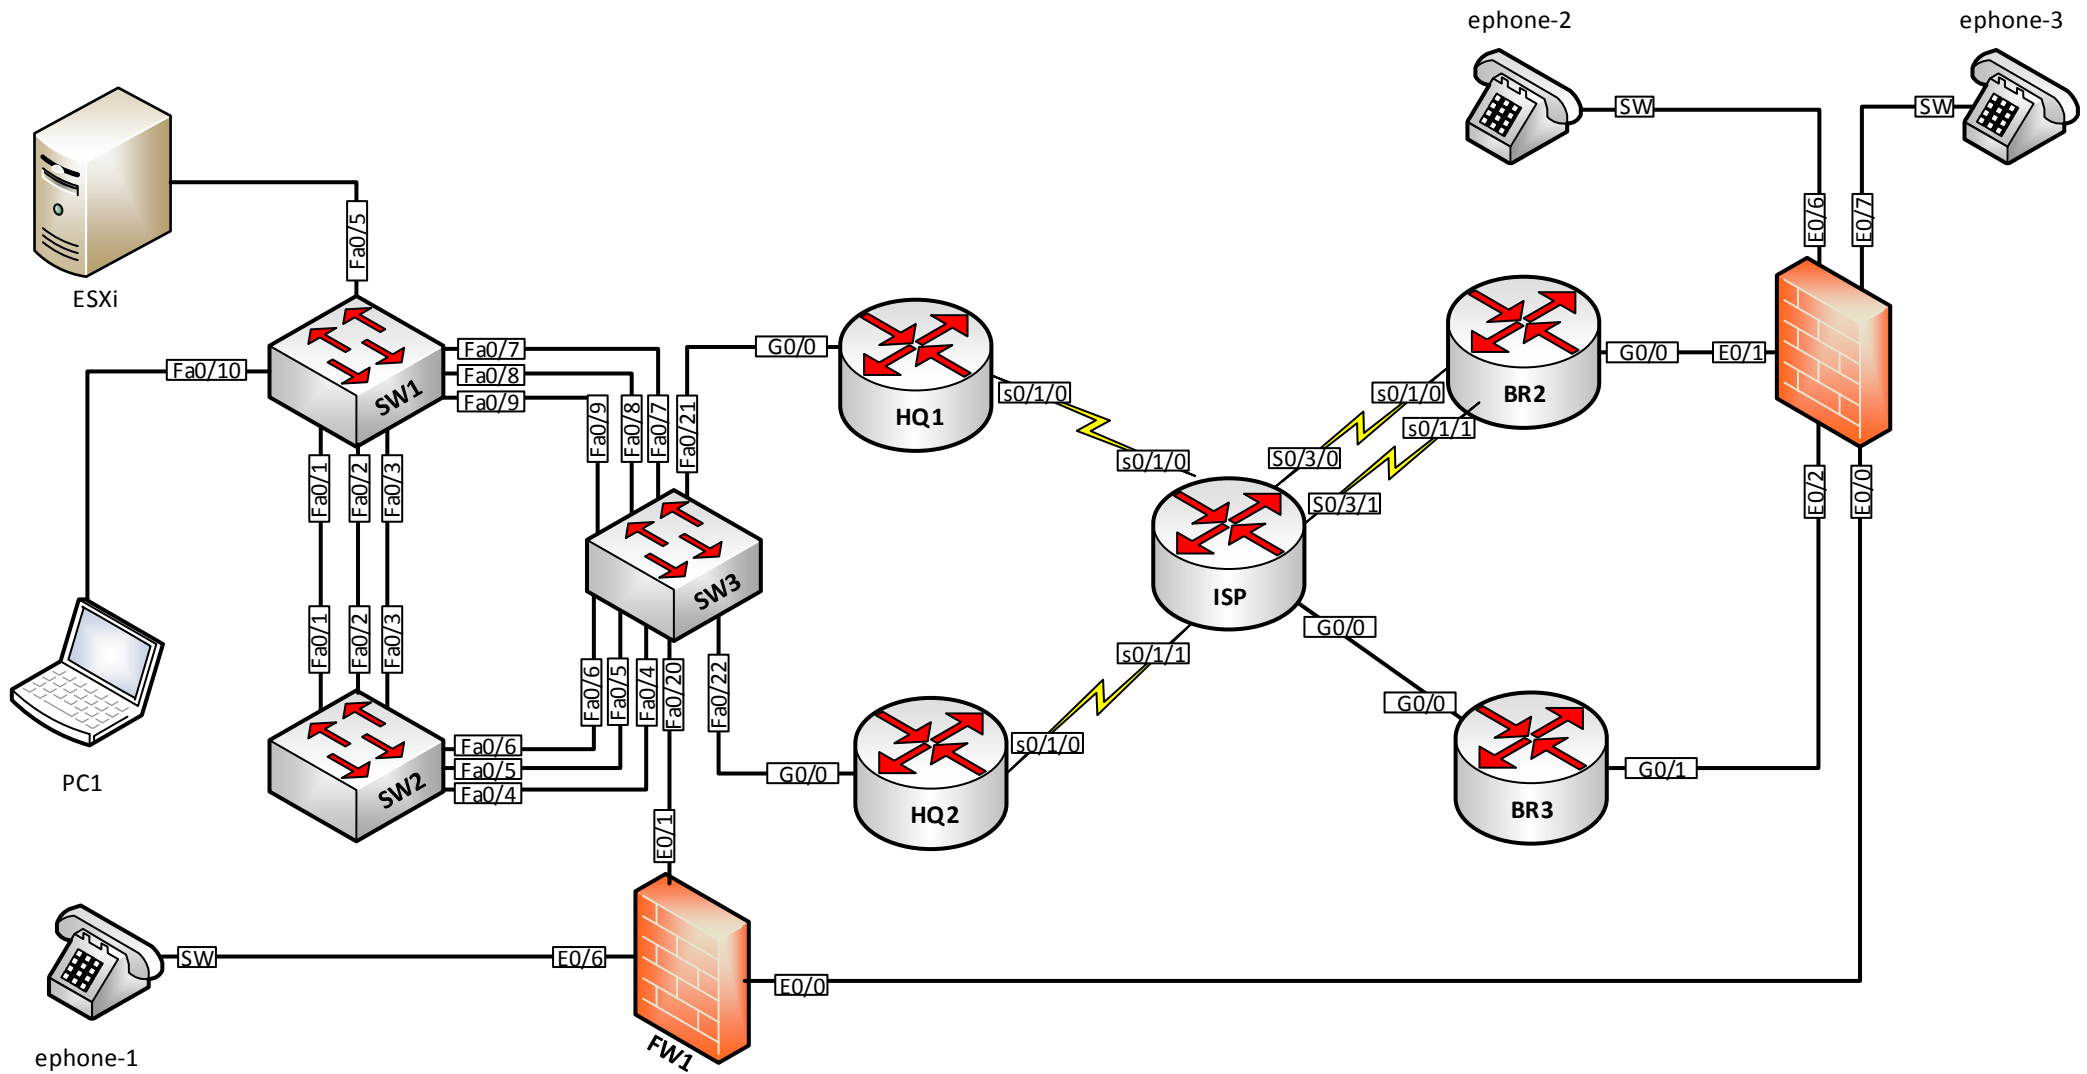 ephone-2
ephone-3
SW
SW
Fa0/5
E0/6
E0/7
ESXi
Fa0/10
SW1
Fa0/7
Fa0/8
Fa0/9
Fa0/9
Fa0/8
Fa0/7
Fa0/21
G0/0
HQ1
s0/1/0
s0/1/0
s0/1/0
s0/1/1
S0/3/0
S0/3/1
BR2
G0/0
E0/1
Fa0/1
Fa0/2
Fa0/3
SW3
ISP
E0/2
E0/0
Fa0/1
Fa0/2
Fa0/3
Fa0/6
Fa0/5
Fa0/4
Fa0/20
Fa0/22
s0/1/1
G0/0
G0/0
PC1
SW2
Fa0/6
Fa0/5
Fa0/4
G0/0
HQ2
s0/1/0
BR3
G0/1
E0/1
SW
E0/6
E0/0
ephone-1
FW1